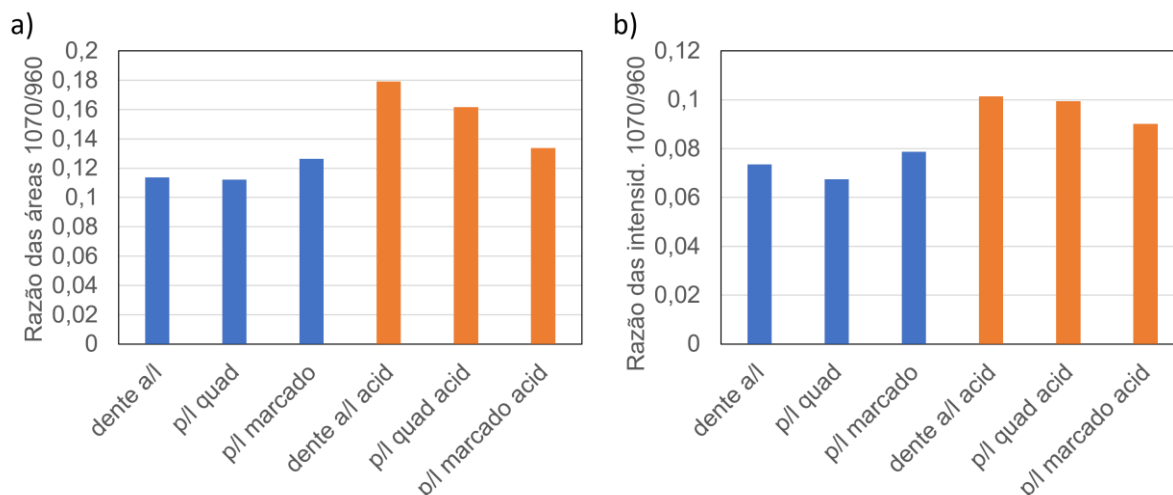 a)
Razão das áreas 1070/960
0,2
0,18
0,16
0,14
0,12
0,1
0,08
0,06
0,04
0,02
0
dente a/l
p/l quad
p/l marcado
dente a/l acid
p/l quad acid
p/l marcado acid
b)
Razão das intensid. 1070/960
0,12
0,1
0,08
0,06
0,04
0,02
0
dente a/l
p/l quad
p/l marcado
dente a/l acid
p/l quad acid
p/l marcado acid